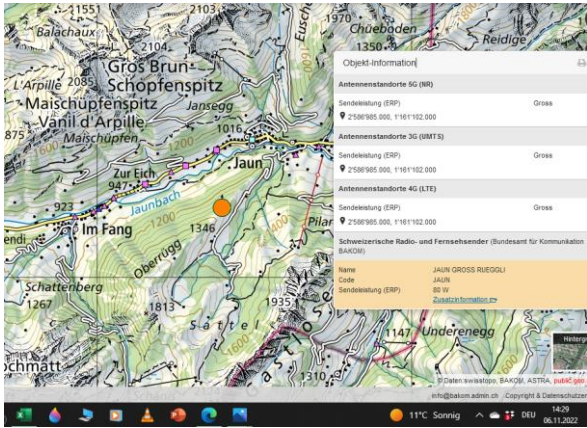 2151
2103
1970
Chüeboden
Reidige
Balachaux
2104
1350
Gros Brun
Schopfenspitz
L'Arpille
2085
Maischüpfenspitz
Vanil d'Arpille
Jansegg
875
Maischüpfen
1016
Jaun
Zur Eich
947
Jaunbach
1200
923
Im Fang
1346
1400
Oberrügg
Schattenberg
1267
1813
1935
Sattel
1147
Underenegg
1600
1310
Objekt-Information
Antennenstandorte 5G (NR)
Sendeleistung (ERP) Gross
2'586'985.000, 1'161'102.000
Antennenstandorte 3G (UMTS)
Sendeleistung (ERP) Gross
2'586'985.000, 1'161'102.000
Antennenstandorte 4G (LTE)
Sendeleistung (ERP) Gross
2'586'985.000, 1'161'102.000
Schweizerische Radio- und Fernsehsender (Bundesamt für Kommunikation
BAKOM)
Name JAUN GROSS RUEGGLI
Code JAUN
Sendeleistung (ERP) 80 W
Zusatzinformation
Hintergr
© Daten:swisstopo, BAKOM, ASTRA, public.geo
info@bakom.admin.ch Copyright & Datenschutzer
11°C Sonnig
DEU
14:29
06.11.2022